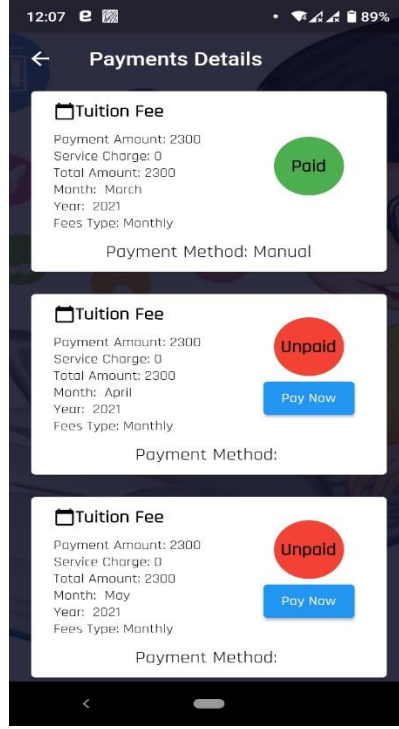 12:07 89%
Payments Details
Tuition Fee
Payment Amount: 2300
Service Charge: 0
Total Amount: 2300
Month: March
Year: 2021
Fees Type: Monthly
Paid
Payment Method: Manual
Tuition Fee
Payment Amount: 2300
Service Charge: 0
Total Amount: 2300
Month: April
Year: 2021
Fees Type: Monthly
Unpaid
Pay Now
Payment Method:
Tuition Fee
Payment Amount: 2300
Service Charge: 0
Total Amount: 2300
Month: May
Year: 2021
Fees Type: Monthly
Unpaid
Pay Now
Payment Method: